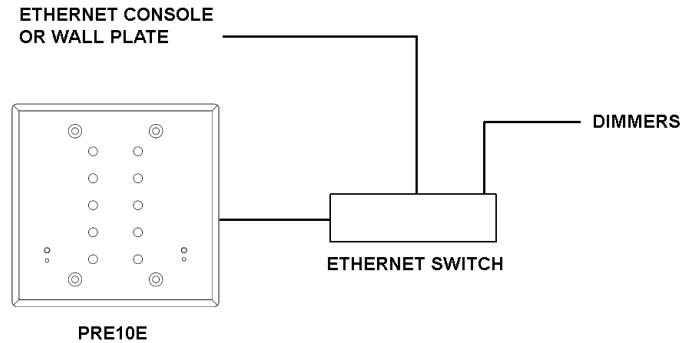 ETHERNET CONSOLE
OR WALL PLATE
DIMMERS
ETHERNET SWITCH
PRE10E